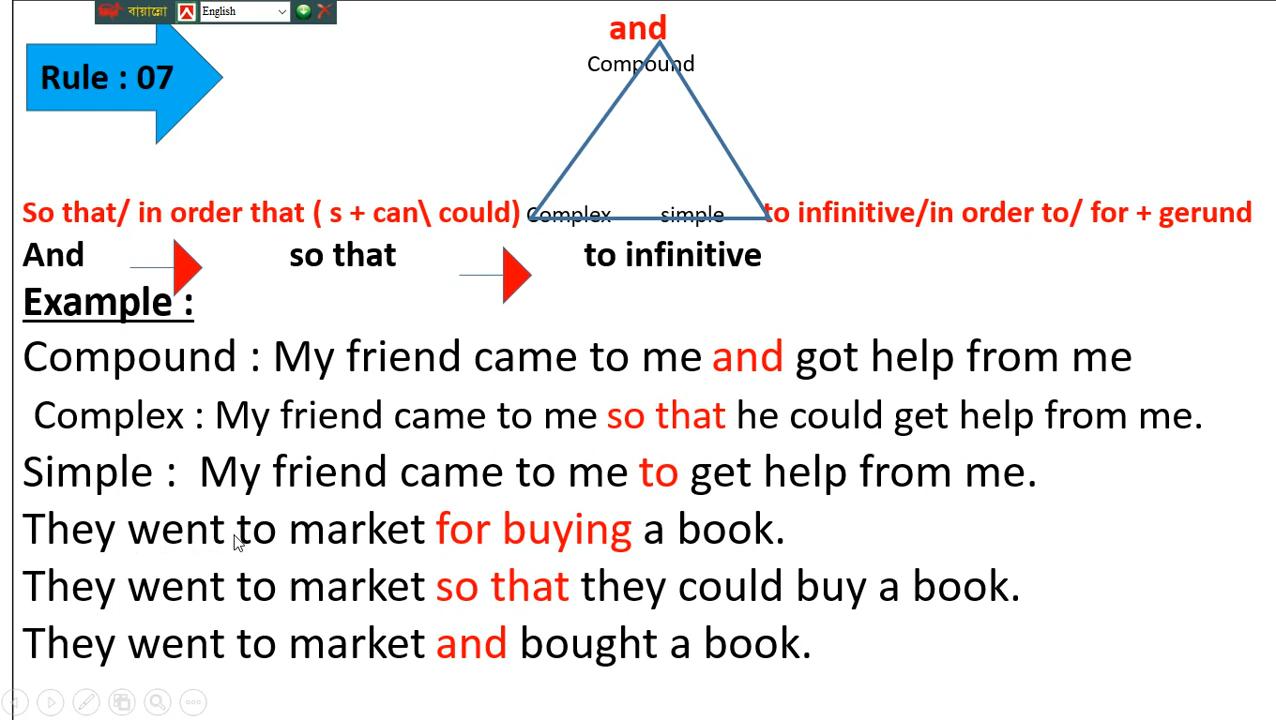 বায়ান্নো English
and
Compound
Rule : 07
So that/ in order that ( s + can\ could) Complex simple to infinitive/in order to/ for + gerund
And so that to infinitive
Example :
Compound : My friend came to me and got help from me
Complex : My friend came to me so that he could get help from me.
Simple : My friend came to me to get help from me.
They went to market for buying a book.
They went to market so that they could buy a book.
They went to market and bought a book.